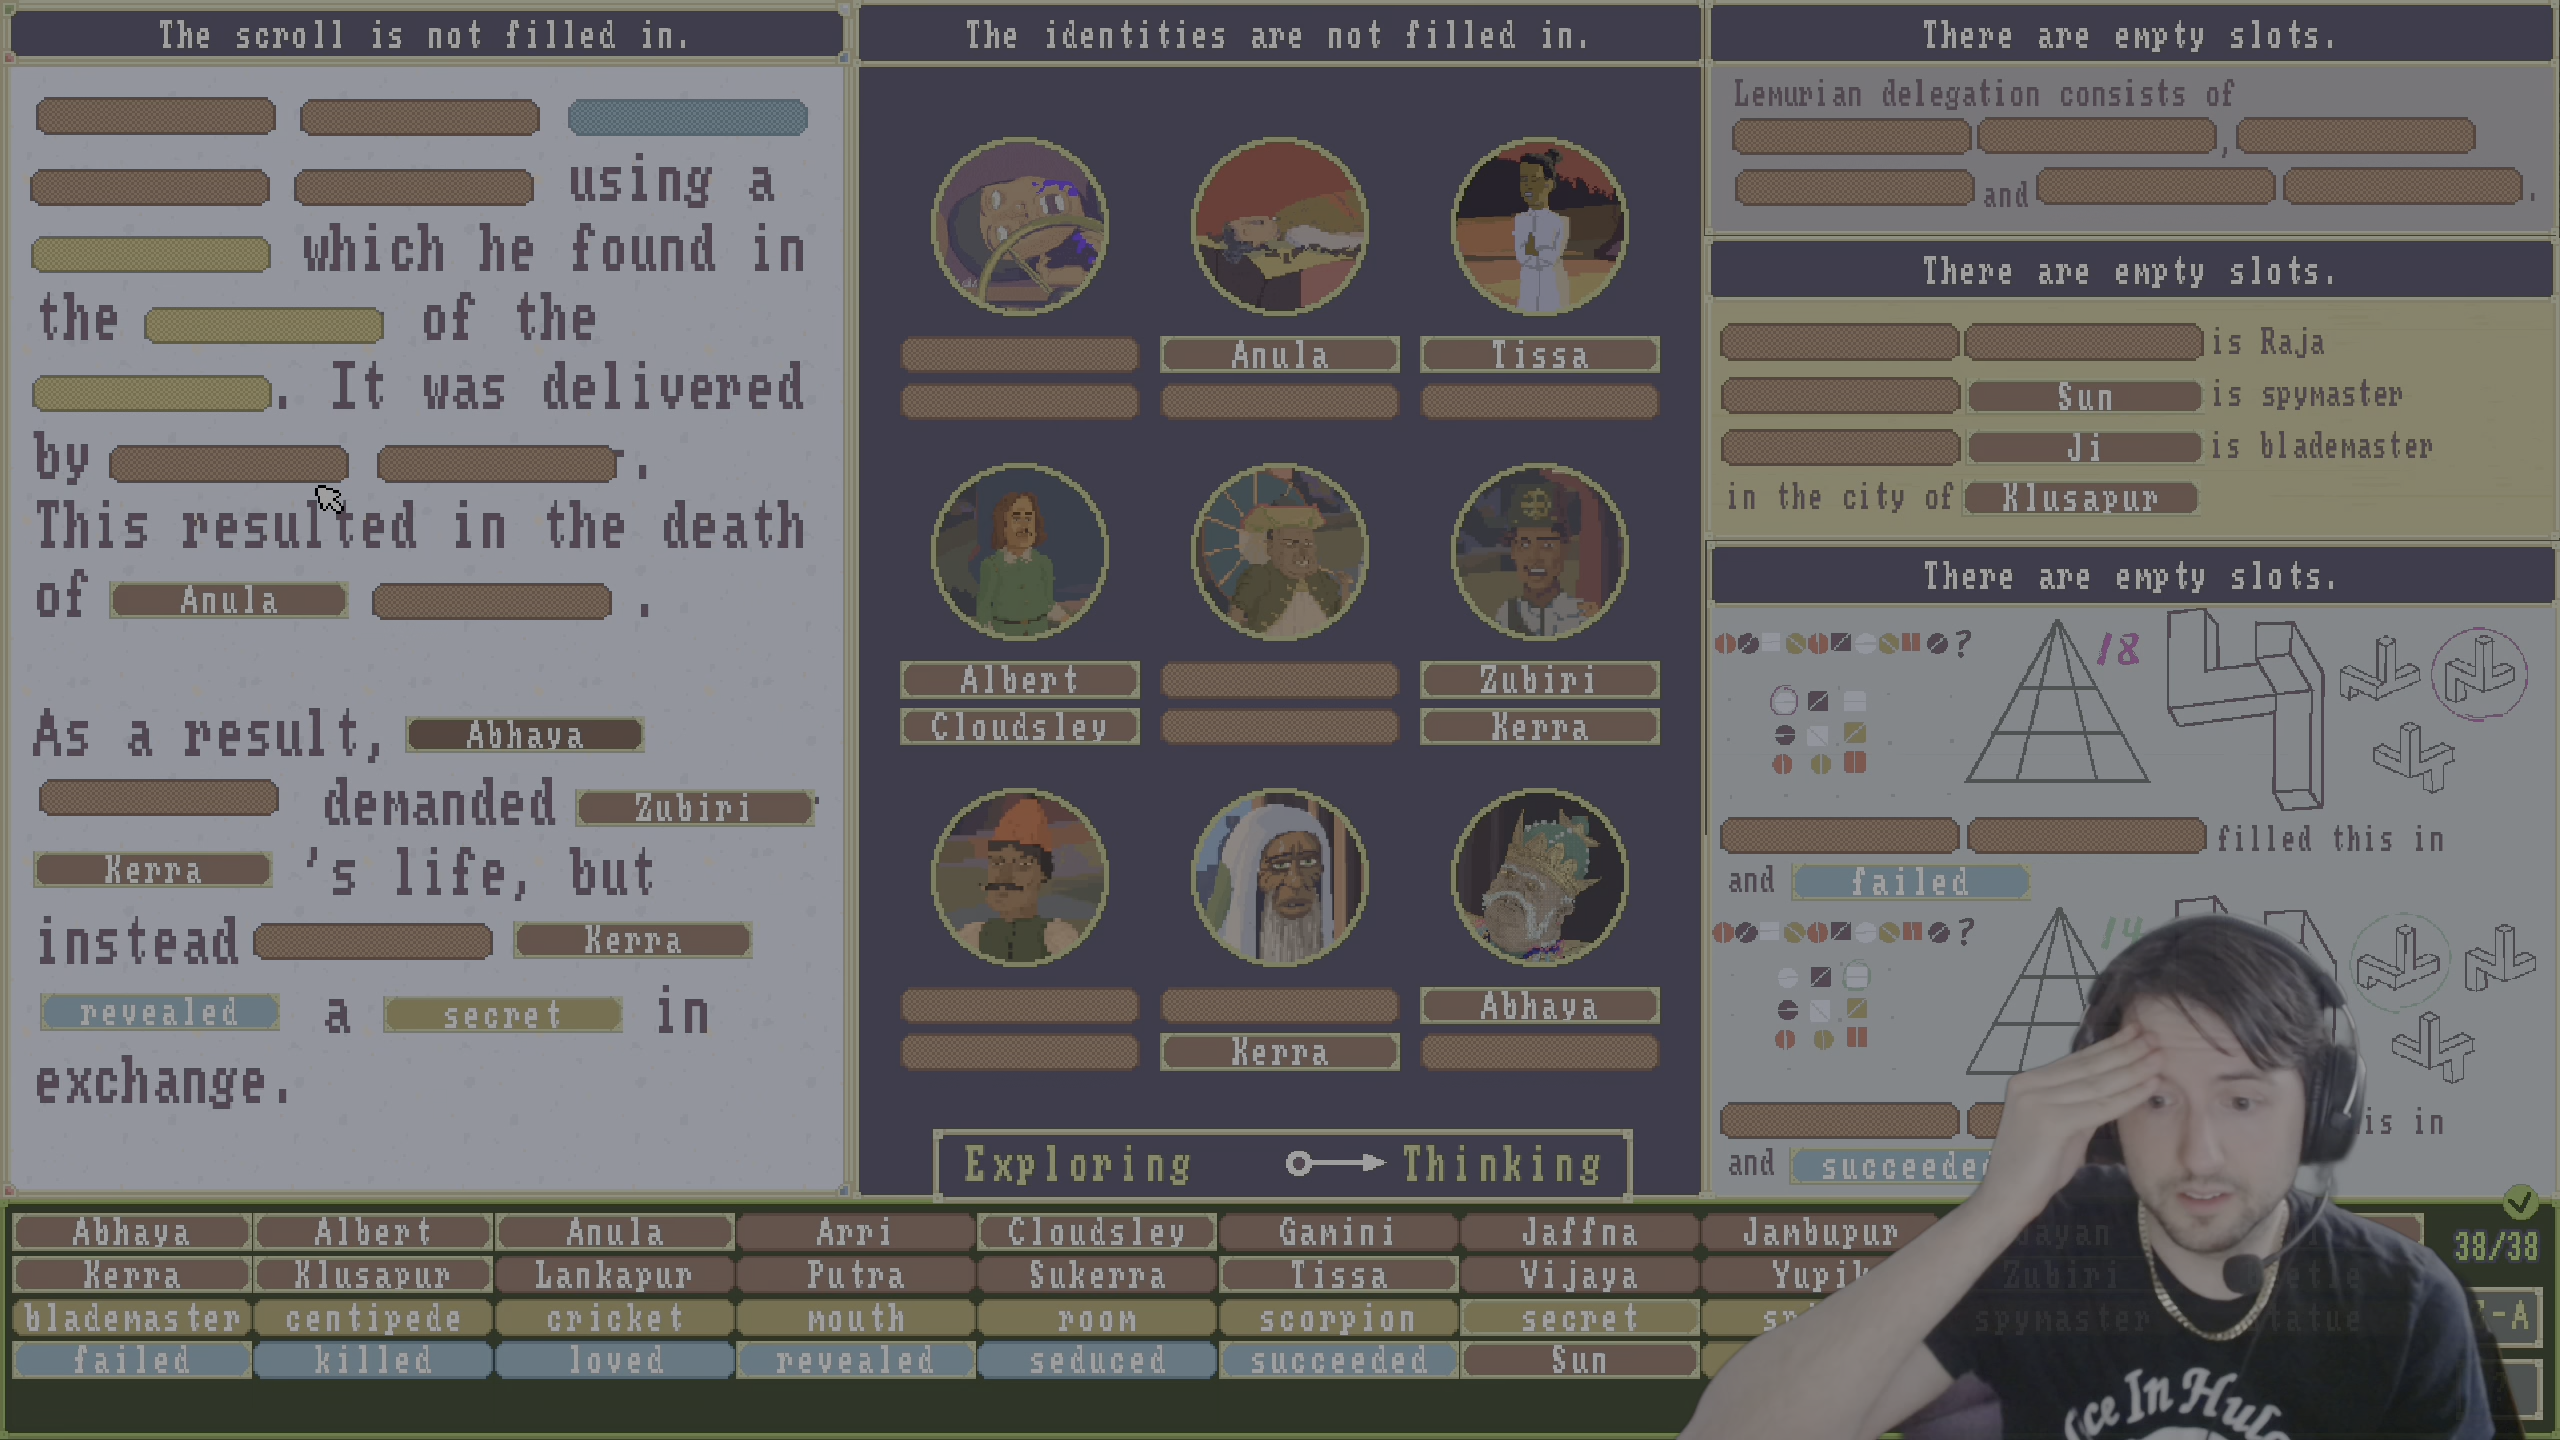 The scroll is not filled in.
using a
which he found in
the of the
. It was delivered
by .
This resulted in the death
of Anula .
As a result, Abhaya
demanded Zubiri
Kerra 's life, but
instead Kerra
revealed a secret in
exchange.
The identities are not filled in.
Anula Tissa
Albert Zubiri
Cloudsley Kerra
Abhaya
Kerra
Exploring Thinking
There are empty slots.
Lemurian delegation consists of
,
and .
There are empty slots.
is Raja
Sun is spymaster
Ji is blademaster
in the city of Klusapur
There are empty slots.
? 18
filled this in
and failed
? 14
is in
and succeeded
Abhaya Albert Anula Arri Cloudsley Gamini Jaffna Jambupur
Kerra Klusapur Lankapur Putra Sukerra Tissa Vijaya Zubiri
blademaster centipede cricket mouth room scorpion secret spymaster
failed killed loved revealed seduced succeeded Sun
38/38
-A
In